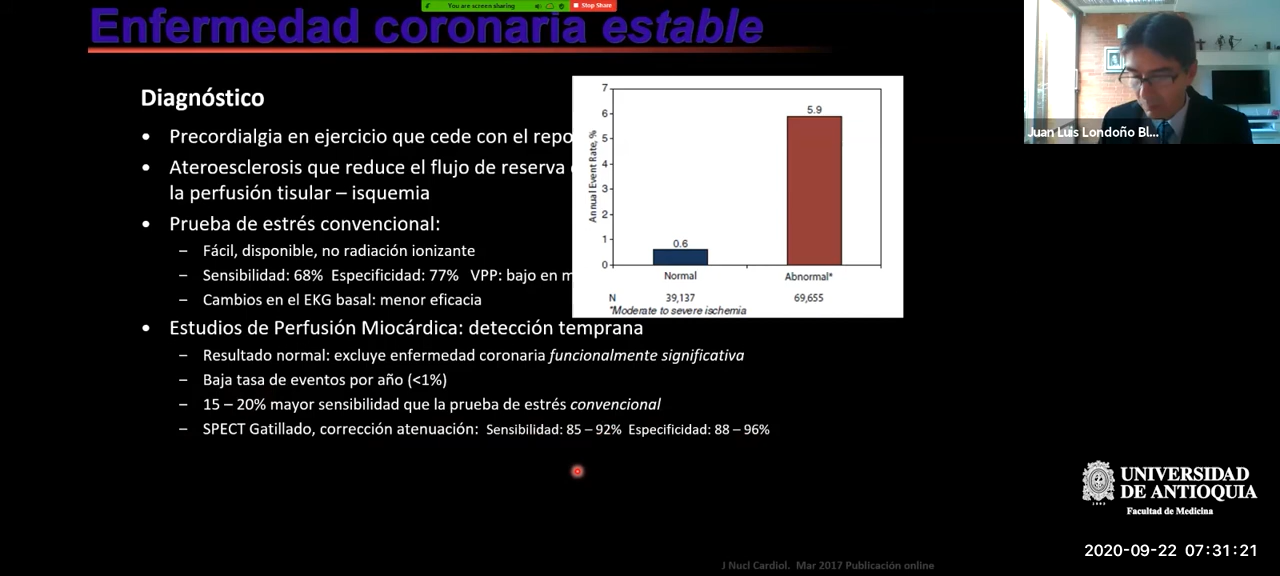 You are screen sharing
Stop Share
Enfermedad coronaria estable
Diagnóstico
• Precordialgia en ejercicio que cede con el repo
• Ateroesclerosis que reduce el flujo de reserva
la perfusión tisular – isquemia
• Prueba de estrés convencional:
– Fácil, disponible, no radiación ionizante
– Sensibilidad: 68% Especificidad: 77% VPP: bajo en m
– Cambios en el EKG basal: menor eficacia
• Estudios de Perfusión Miocárdica: detección temprana
– Resultado normal: excluye enfermedad coronaria funcionalmente significativa
– Baja tasa de eventos por año (<1%)
– 15 – 20% mayor sensibilidad que la prueba de estrés convencional
– SPECT Gatillado, corrección atenuación: Sensibilidad: 85 – 92% Especificidad: 88 – 96%
Annual Event Rate, %
7
6
5
4
3
2
1
0
0.6
5.9
Normal
Abnormal*
N 39,137 69,655
*Moderate to severe ischemia
Juan Luis Londoño Bl...
UNIVERSIDAD
DE ANTIOQUIA
Facultad de Medicina
1803
2020-09-22 07:31:21
J Nucl Cardiol. Mar 2017 Publicación online